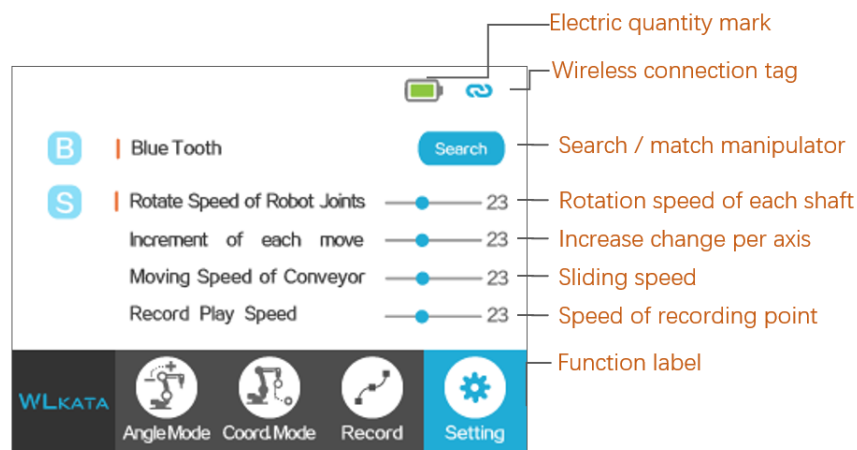 Electric quantity mark
Wireless connection tag
B Blue Tooth Search Search / match manipulator
S Rotate Speed of Robot Joints 23 Rotation speed of each shaft
Increment of each move 23 Increase change per axis
Moving Speed of Conveyor 23 Sliding speed
Record Play Speed 23 Speed of recording point
Function label
WLKATA
Angle Mode Coord. Mode Record Setting